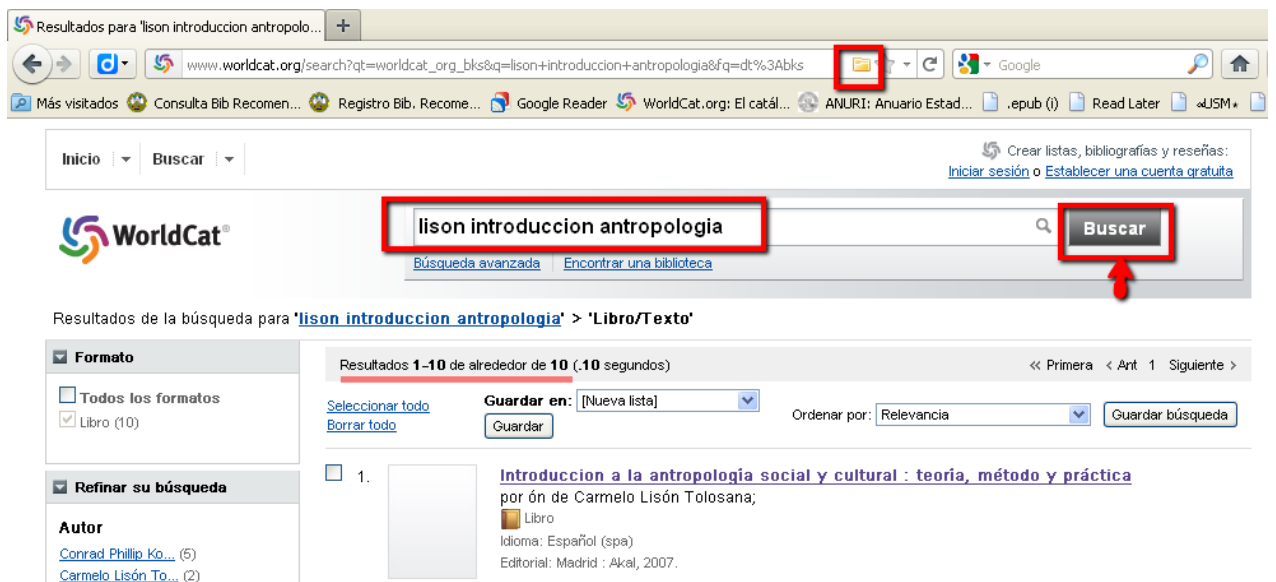 Resultados para 'lison introduccion antropolo...
www.worldcat.org/search?qt=worldcat_org_bks&q=lison+introduccion+antropologia&fq=dt%3Abks
Google
Más visitados Consulta Bib Recomen... Registro Bib. Recome... Google Reader WorldCat.org: El catál... ANURI: Anuario Estad... .epub (i) Read Later
Inicio Buscar
Crear listas, bibliografías y reseñas:
Iniciar sesión o Establecer una cuenta gratuita
WorldCat®
lison introduccion antropologia
Buscar
Búsqueda avanzada Encontrar una biblioteca
Resultados de la búsqueda para 'lison introduccion antropologia' > 'Libro/Texto'
Formato
Todos los formatos
Libro (10)
Resultados 1-10 de alrededor de 10 (.10 segundos)
« Primera < Ant 1 Siguiente >
Seleccionar todo
Borrar todo
Guardar en: [Nueva lista]
Guardar
Ordenar por: Relevancia
Guardar búsqueda
Refinar su búsqueda
Autor
Conrad Phillip Ko... (5)
Carmelo Lisón To... (2)
1.
Introduccion a la antropología social y cultural : teoría, método y práctica
por ón de Carmelo Lisón Tolosana;
Libro
Idioma: Español (spa)
Editorial: Madrid : Akal, 2007.